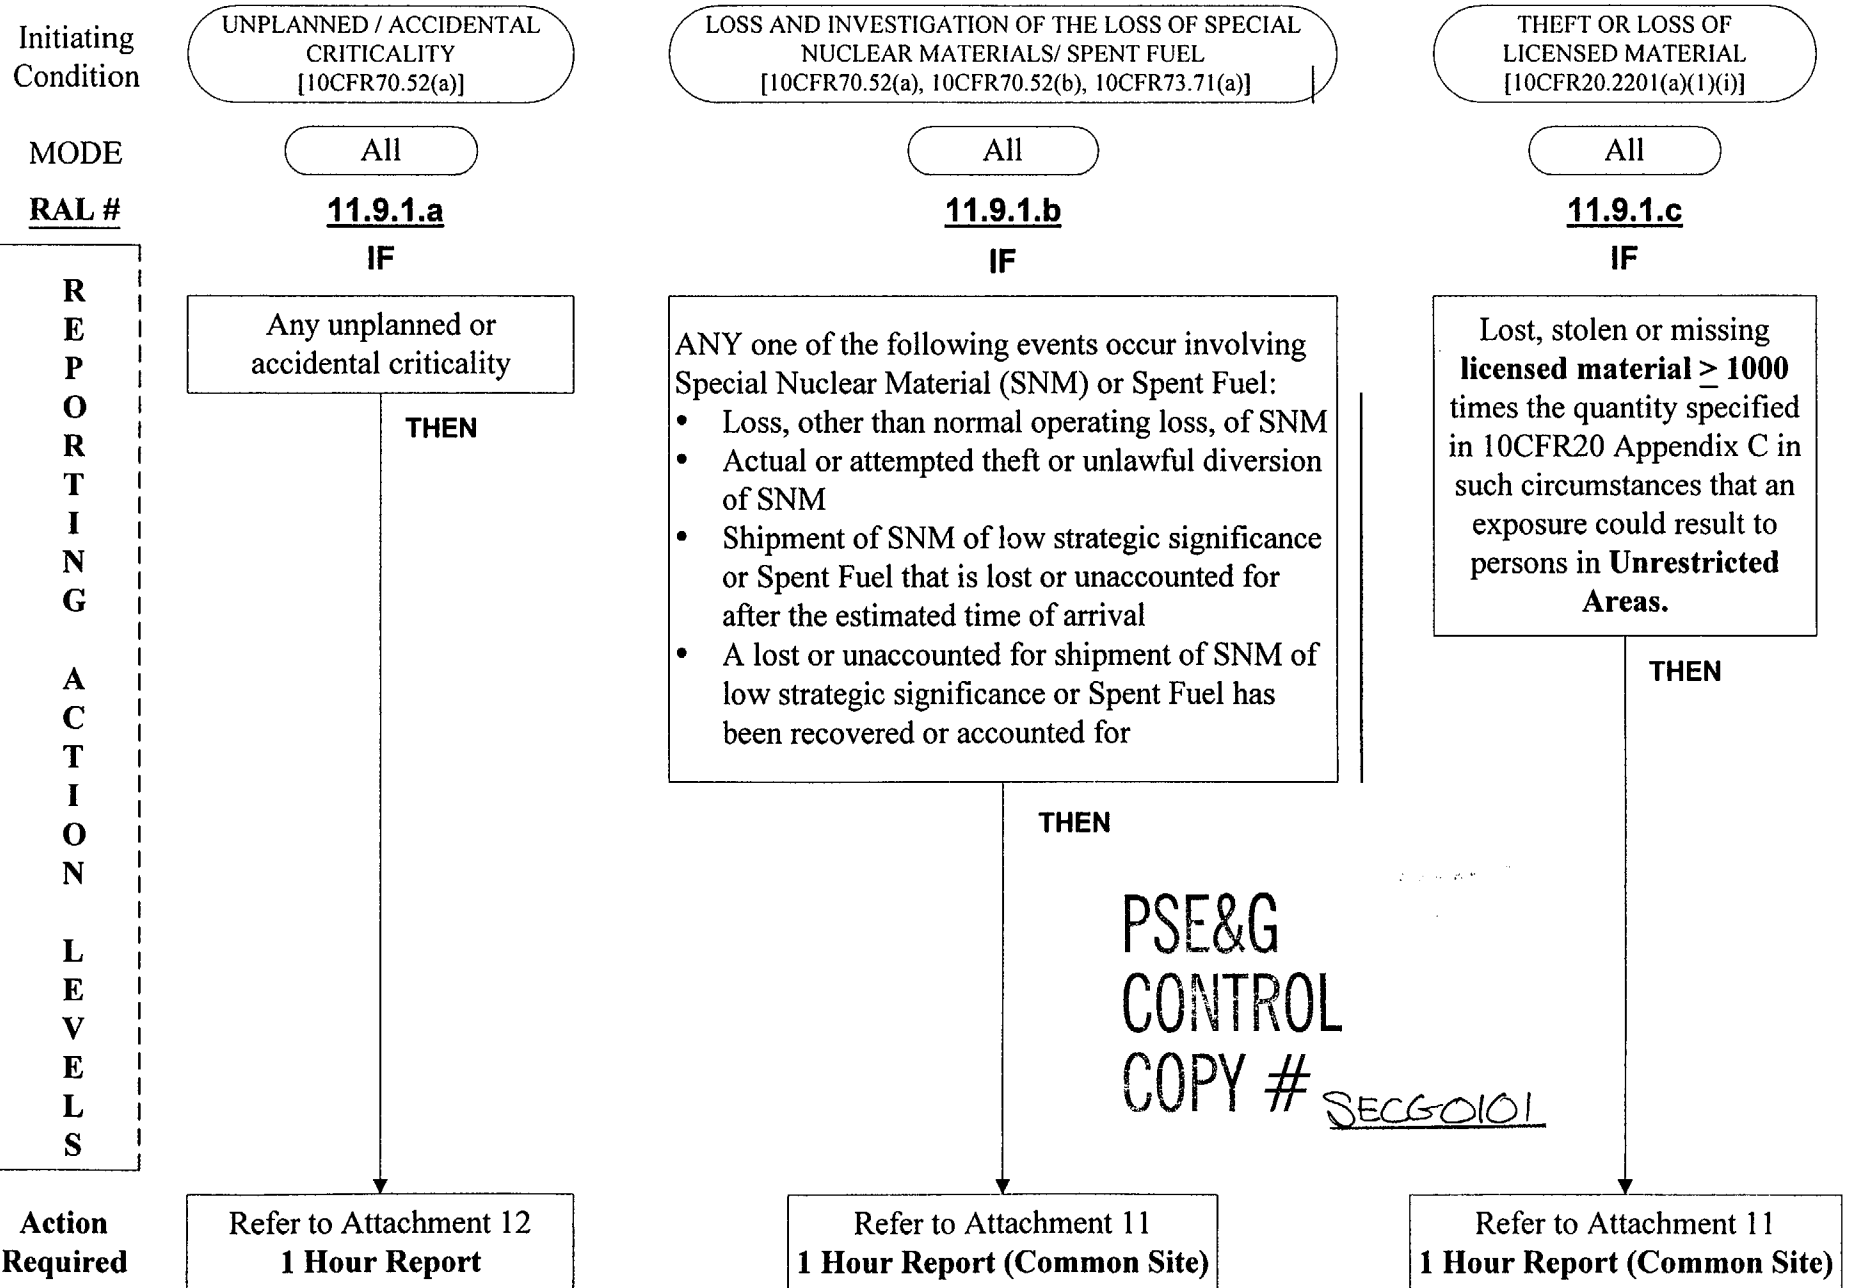 Initiating
Condition
UNPLANNED / ACCIDENTAL
CRITICALITY
[10CFR70.52(a)]
LOSS AND INVESTIGATION OF THE LOSS OF SPECIAL
NUCLEAR MATERIALS/ SPENT FUEL
[10CFR70.52(a), 10CFR70.52(b), 10CFR73.71(a)]
THEFT OR LOSS OF
LICENSED MATERIAL
[10CFR20.2201(a)(1)(i)]
MODE
All
All
All
RAL #
11.9.1.a
11.9.1.b
11.9.1.c
IF
IF
IF
REPORTING ACTION LEVELS
Any unplanned or
accidental criticality
THEN
ANY one of the following events occur involving
Special Nuclear Material (SNM) or Spent Fuel:
• Loss, other than normal operating loss, of SNM
• Actual or attempted theft or unlawful diversion
of SNM
• Shipment of SNM of low strategic significance
or Spent Fuel that is lost or unaccounted for
after the estimated time of arrival
• A lost or unaccounted for shipment of SNM of
low strategic significance or Spent Fuel has
been recovered or accounted for
THEN
Lost, stolen or missing
licensed material ≥ 1000
times the quantity specified
in 10CFR20 Appendix C in
such circumstances that an
exposure could result to
persons in Unrestricted
Areas.
THEN
PSE&G
CONTROL
COPY # SECG0101
Action
Required
Refer to Attachment 12
1 Hour Report
Refer to Attachment 11
1 Hour Report (Common Site)
Refer to Attachment 11
1 Hour Report (Common Site)